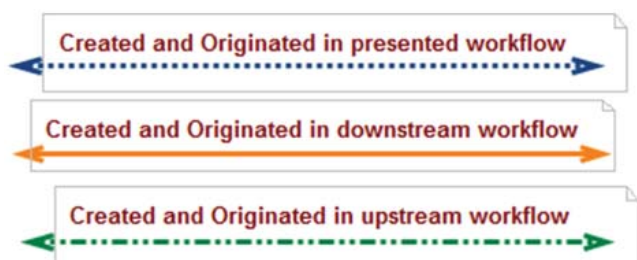 Created and Originated in presented workflow
Created and Originated in downstream workflow
Created and Originated in upstream workflow